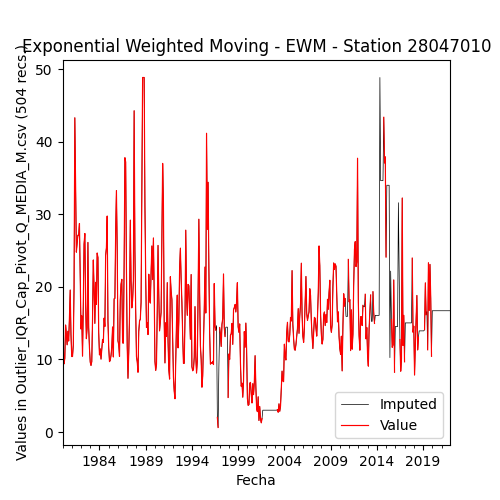 Exponential Weighted Moving - EWM - Station 28047010
Values in Outlier_IQR_Cap_Pivot_Q_MEDIA_M.csv (504 recs.)
50
40
30
20
10
0
1984 1989 1994 1999 2004 2009 2014 2019
Fecha
Imputed
Value